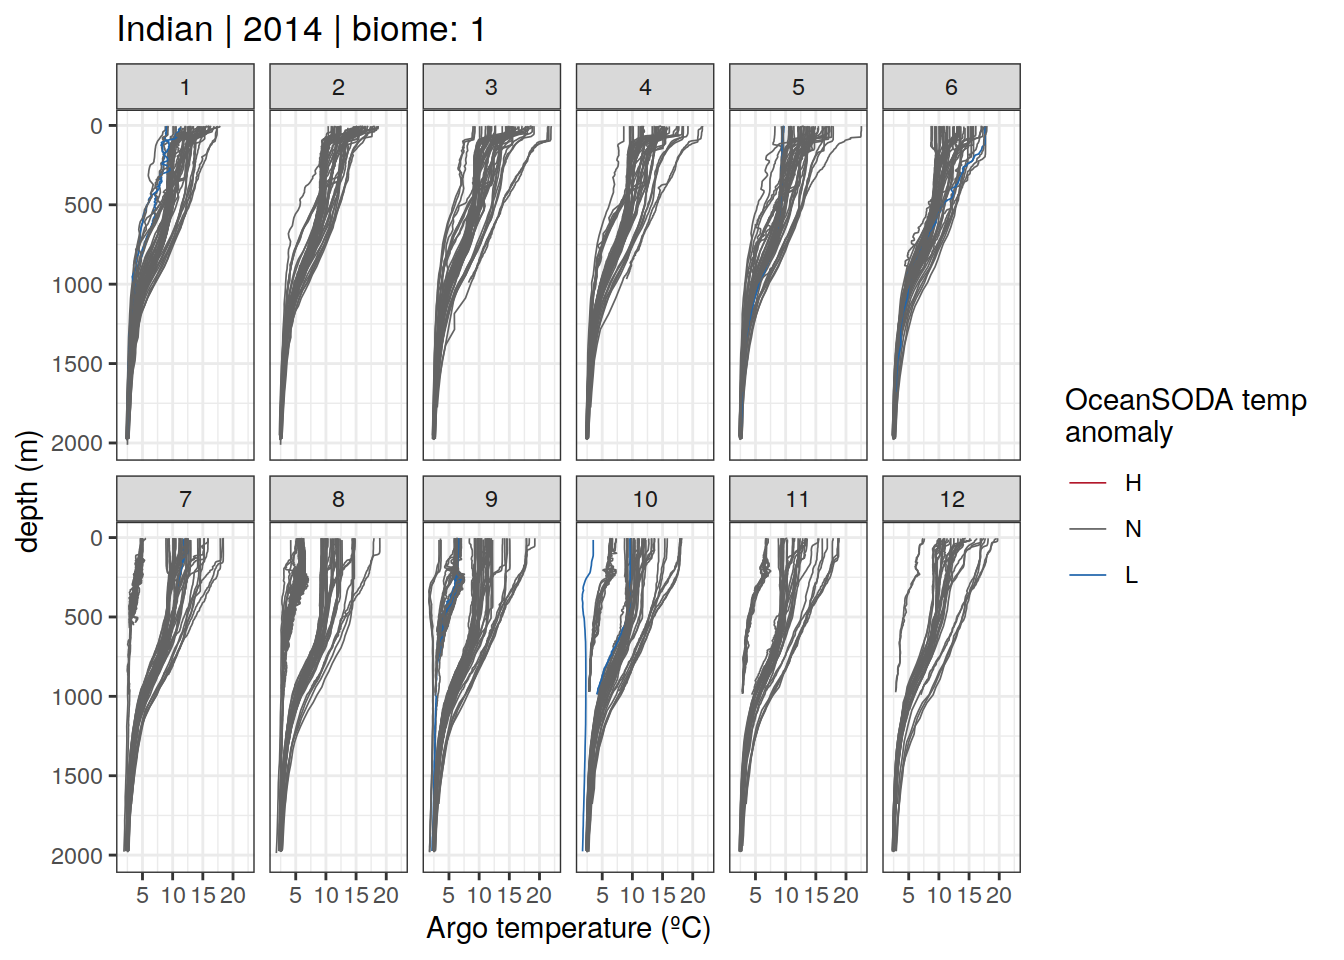 Indian | 2014 | biome: 1
1 2 3 4 5 6
0
500
1000
1500
2000
7 8 9 10 11 12
0
500
1000
1500
2000
5 10 15 20 5 10 15 20 5 10 15 20 5 10 15 20 5 10 15 20 5 10 15 20
Argo temperature (ºC)
depth (m)
OceanSODA temp
anomaly
H
N
L